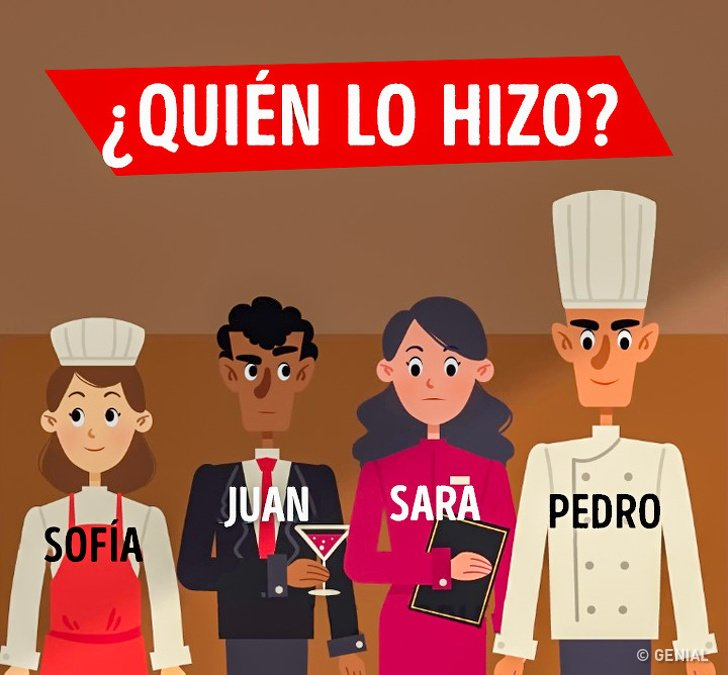 ¿QUIÉN LO HIZO?
SOFÍA
JUAN
SARA
PEDRO
© GENIAL